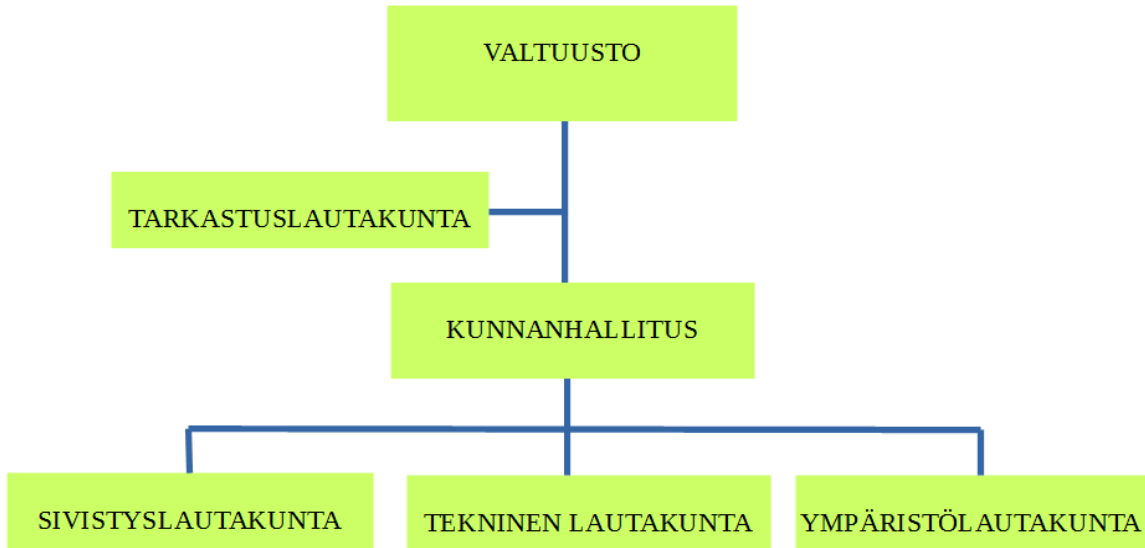 VALTUUSTO
TARKASTUSLAUTAKUNTA
KUNNANHALLITUS
SIVISTYSLAUTAKUNTA
TEKNINEN LAUTAKUNTA
YMPÄRISTÖLAUTAKUNTA